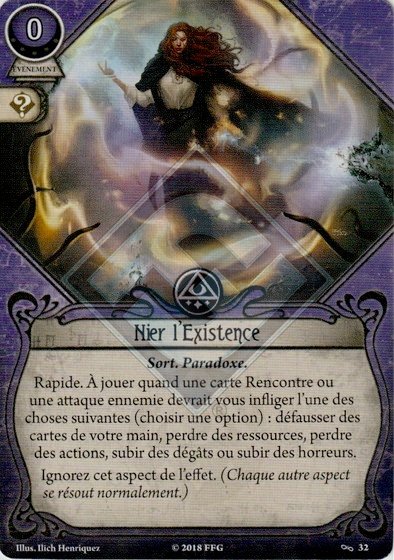 0
ÉVÉNEMENT
Nier l'Existence
Sort. Paradoxe.
Rapide. À jouer quand une carte Rencontre ou
une attaque ennemie devrait vous infliger l'une des
choses suivantes (choisir une option) : défausser des
cartes de votre main, perdre des ressources, perdre
des actions, subir des dégâts ou subir des horreurs.
Ignorez cet aspect de l'effet. (Chaque autre aspect
se résout normalement.)
Illus. Ilich Henriquez © 2018 FFG 32